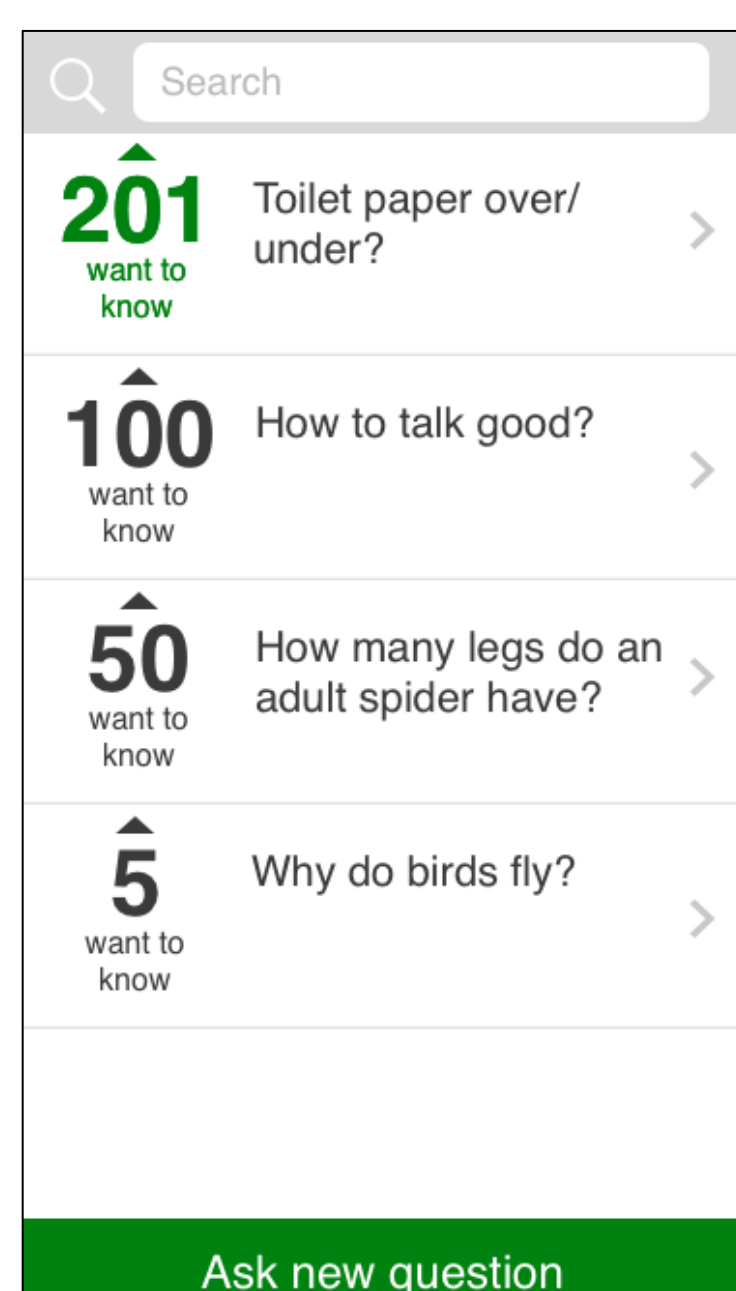 Search
201
want to
know
Toilet paper over/
under?
100
want to
know
How to talk good?
50
want to
know
How many legs do an
adult spider have?
5
want to
know
Why do birds fly?
Ask new question